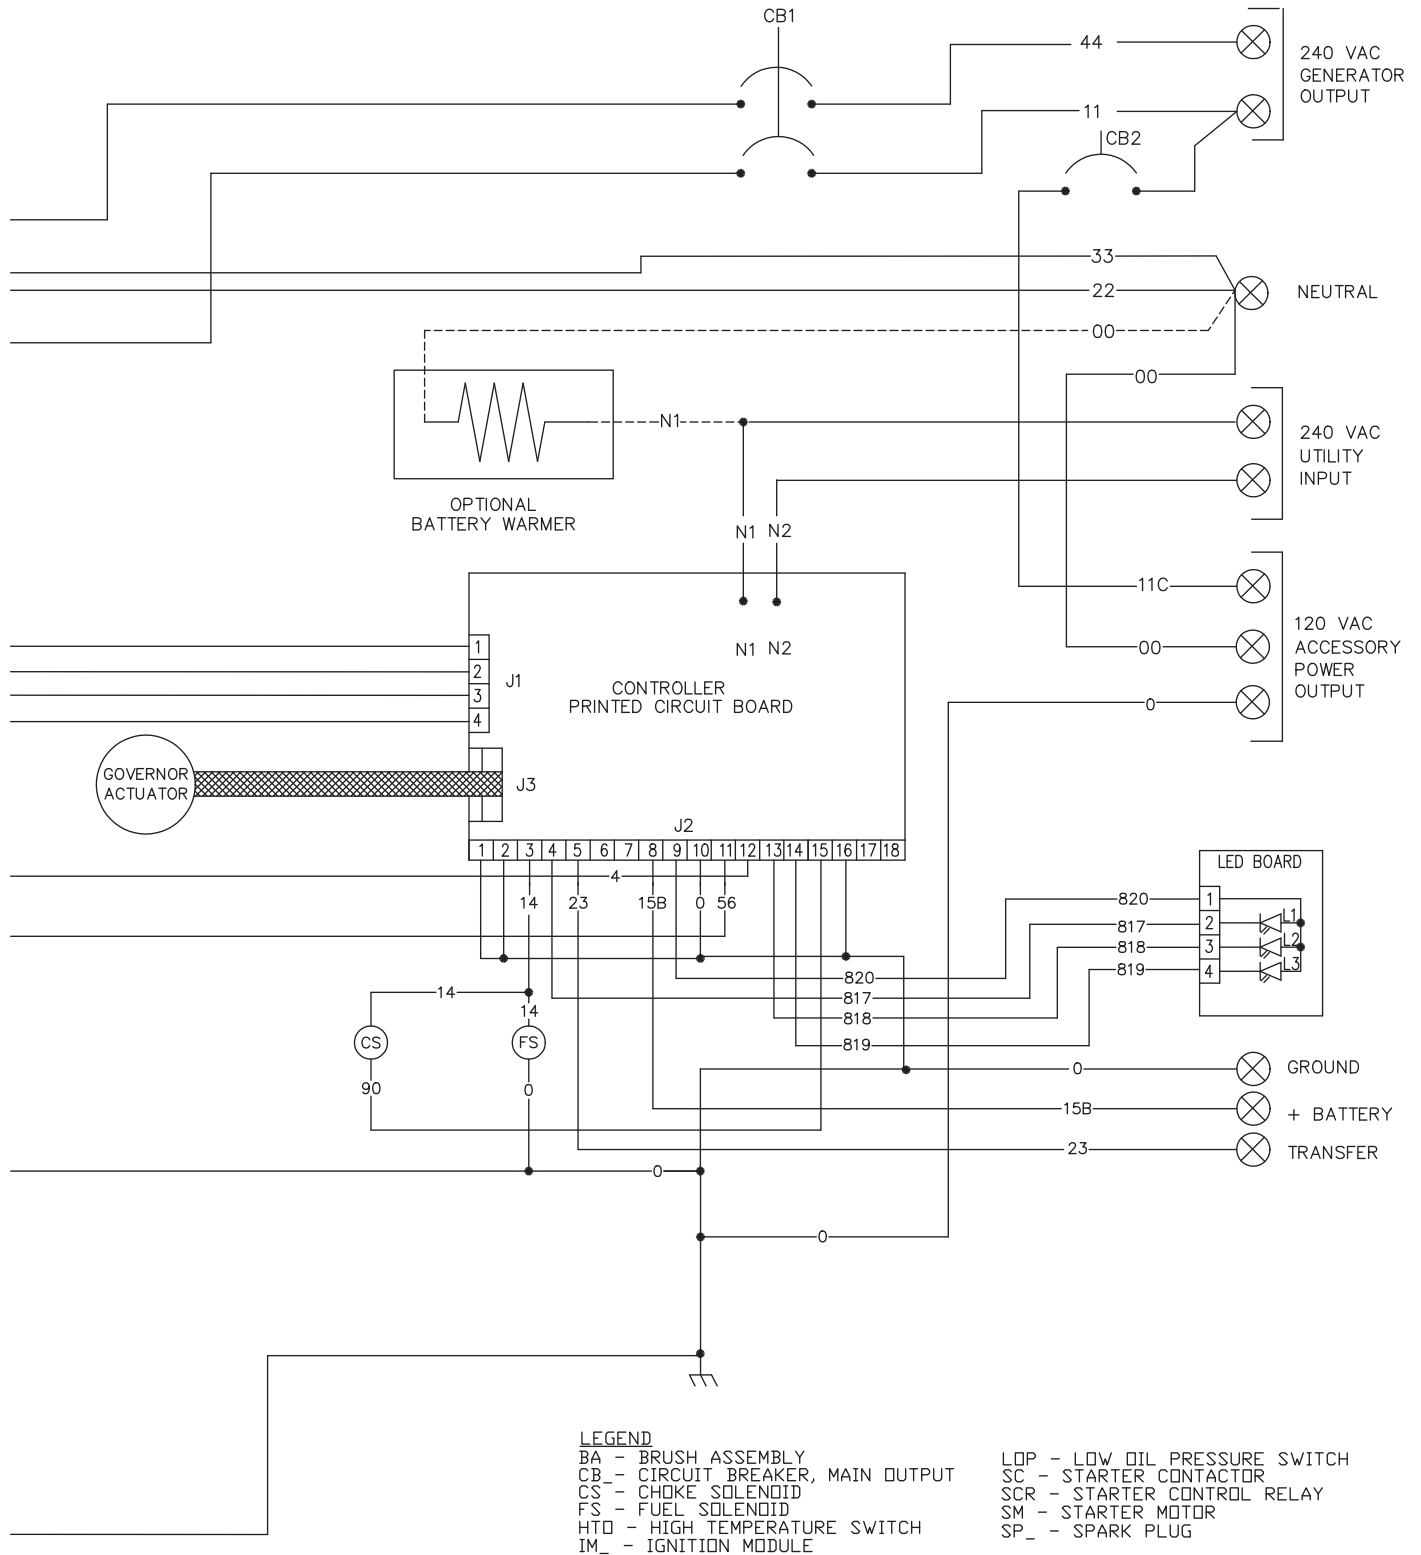 CB1
44
240 VAC
GENERATOR
OUTPUT
11
CB2
33
22
NEUTRAL
00
00
N1
240 VAC
UTILITY
INPUT
OPTIONAL
BATTERY WARMER
N1 N2
11C
120 VAC
ACCESSORY
POWER
OUTPUT
00
0
N1 N2
1
2
3
4
J1
CONTROLLER
PRINTED CIRCUIT BOARD
GOVERNOR
ACTUATOR
J3
J2
1 2 3 4 5 6 7 8 9 10 11 12 13 14 15 16 17 18
4
14 23 15B 0 56
LED BOARD
820 1
817 2 L1
818 3 L2
819 4 L3
820
817
818
819
14
14
CS
FS
90
0
0
GROUND
15B
+ BATTERY
23
TRANSFER
0
0
LEGEND
BA - BRUSH ASSEMBLY
CB_- CIRCUIT BREAKER, MAIN OUTPUT
CS - CHOKE SOLENOID
FS - FUEL SOLENOID
HTO - HIGH TEMPERATURE SWITCH
IM_ - IGNITION MODULE
LOP - LOW OIL PRESSURE SWITCH
SC - STARTER CONTACTOR
SCR - STARTER CONTROL RELAY
SM - STARTER MOTOR
SP_ - SPARK PLUG